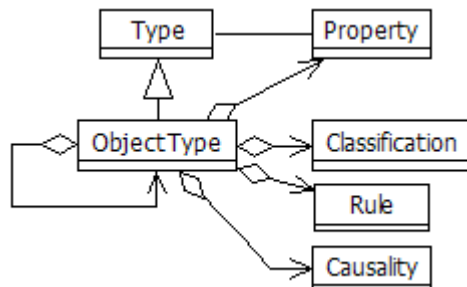 Type
Property
ObjectType
Classification
Rule
Causality